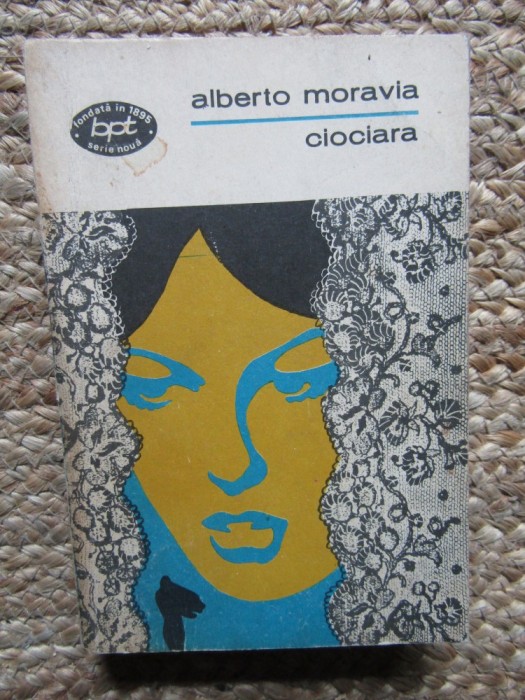 fondată în 1895
bpt
serie nouă
alberto moravia
ciociara